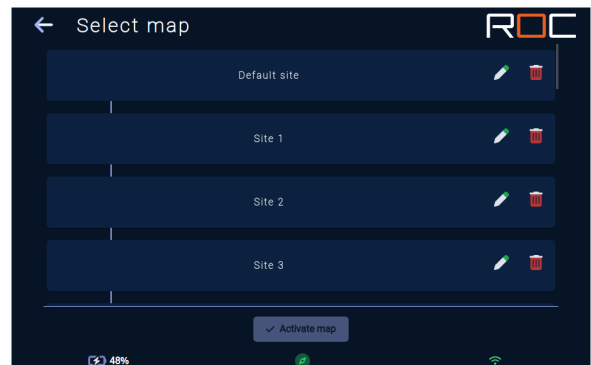 Select map
ROC
Default site
Site 1
Site 2
Site 3
Activate map
48%